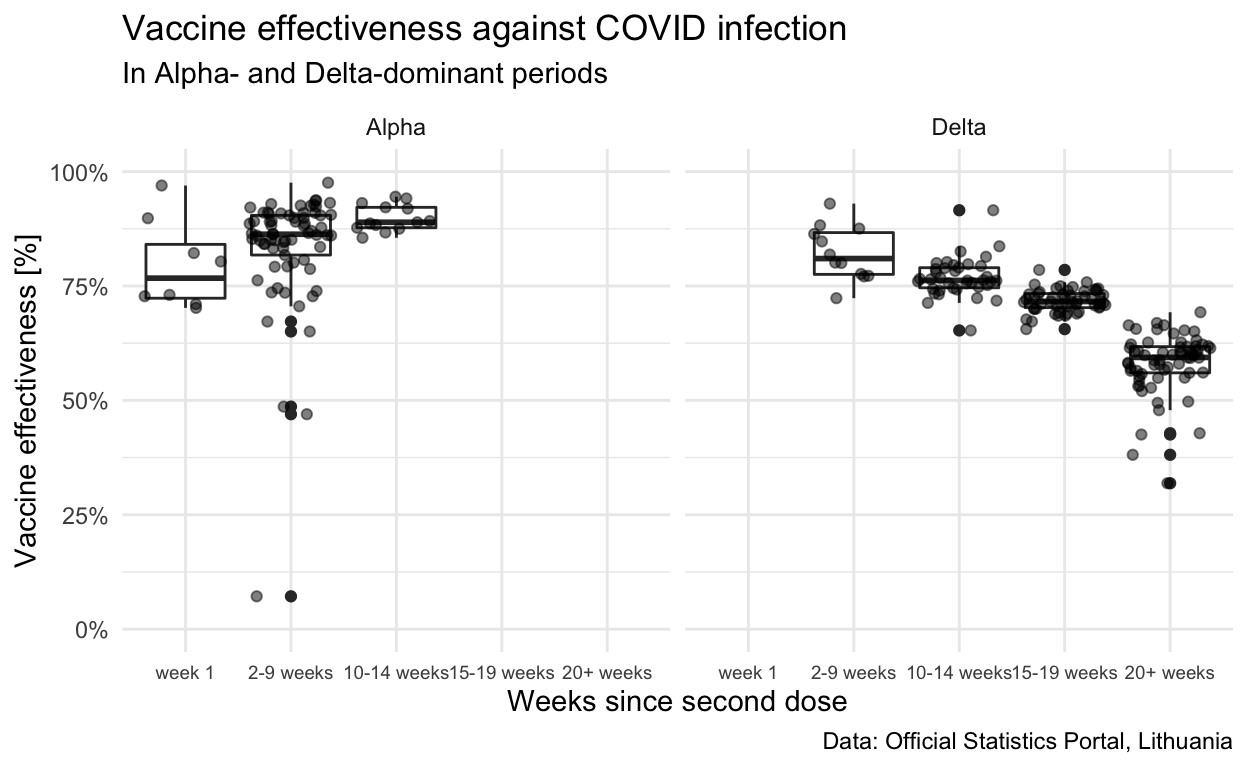 Vaccine effectiveness against COVID infection
In Alpha- and Delta-dominant periods
Alpha
Delta
Vaccine effectiveness [%]
100%
75%
50%
25%
0%
week 1 2-9 weeks 10-14 weeks 15-19 weeks 20+ weeks
week 1 2-9 weeks 10-14 weeks 15-19 weeks 20+ weeks
Weeks since second dose
Data: Official Statistics Portal, Lithuania